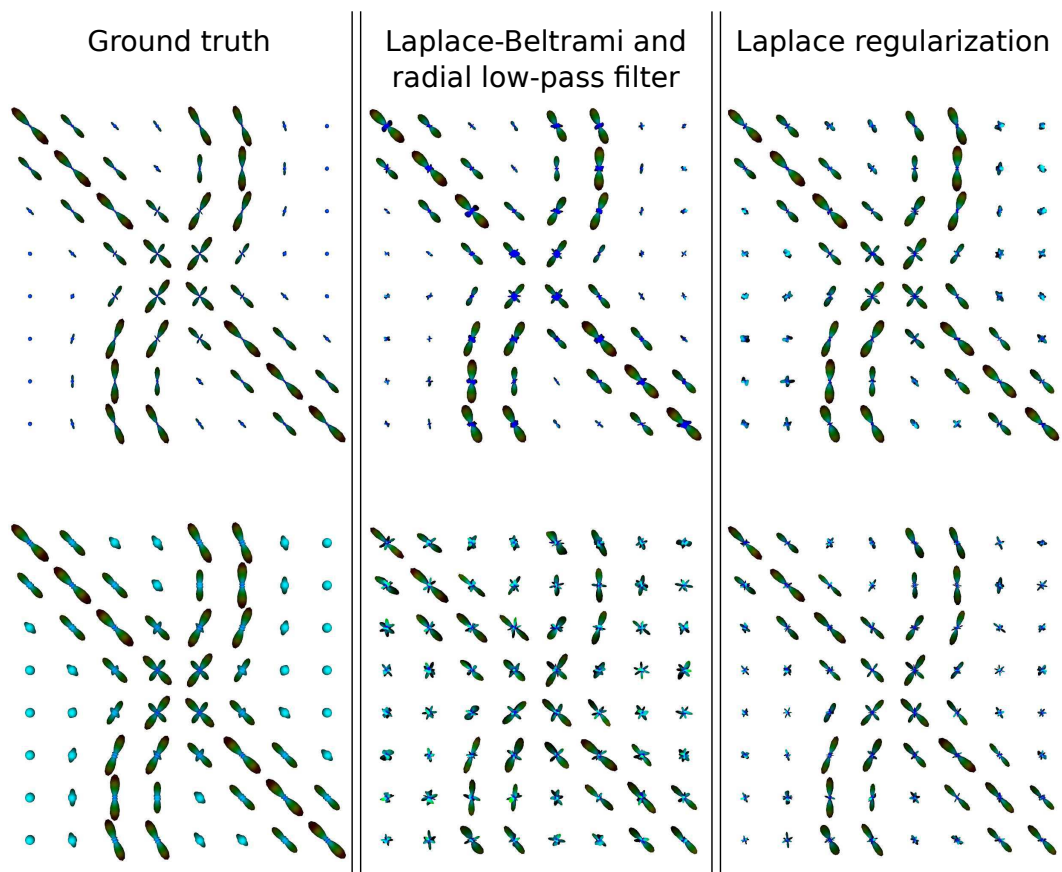 Ground truth
Laplace-Beltrami and
radial low-pass filter
Laplace regularization